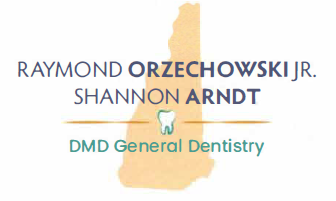 RAYMOND ORZECHOWSKI JR.
SHANNON ARNDT
DMD General Dentistry